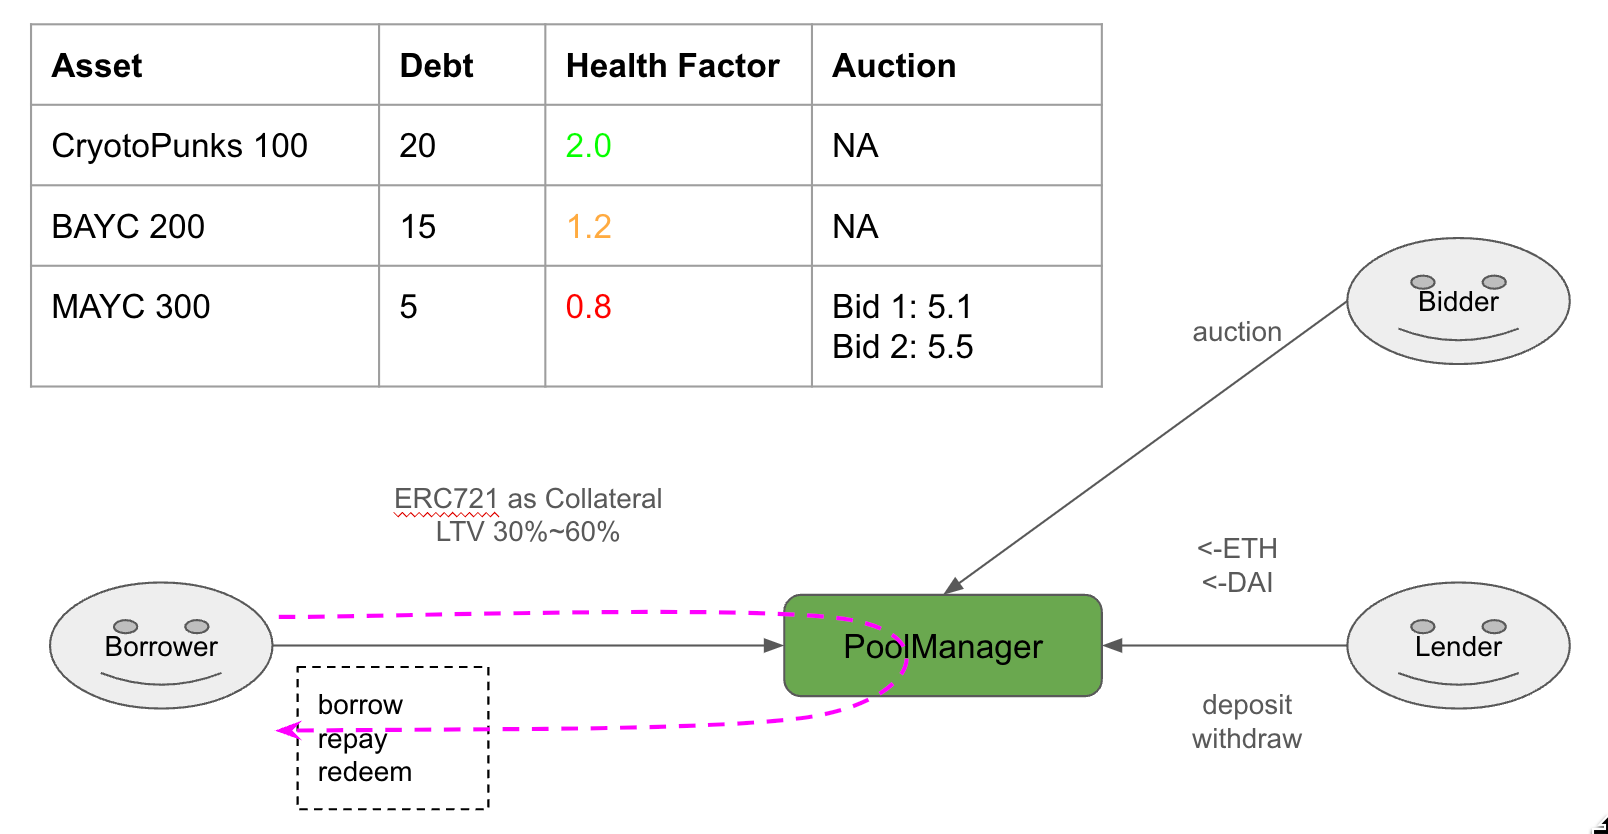 Asset Debt Health Factor Auction
CryotoPunks 100 20 2.0 NA
BAYC 200 15 1.2 NA
MAYC 300 5 0.8 Bid 1: 5.1
Bid 2: 5.5
Bidder
auction
ERC721 as Collateral
LTV 30%~60%
<-ETH
<-DAI
Borrower
PoolManager
Lender
borrow
repay
redeem
deposit
withdraw